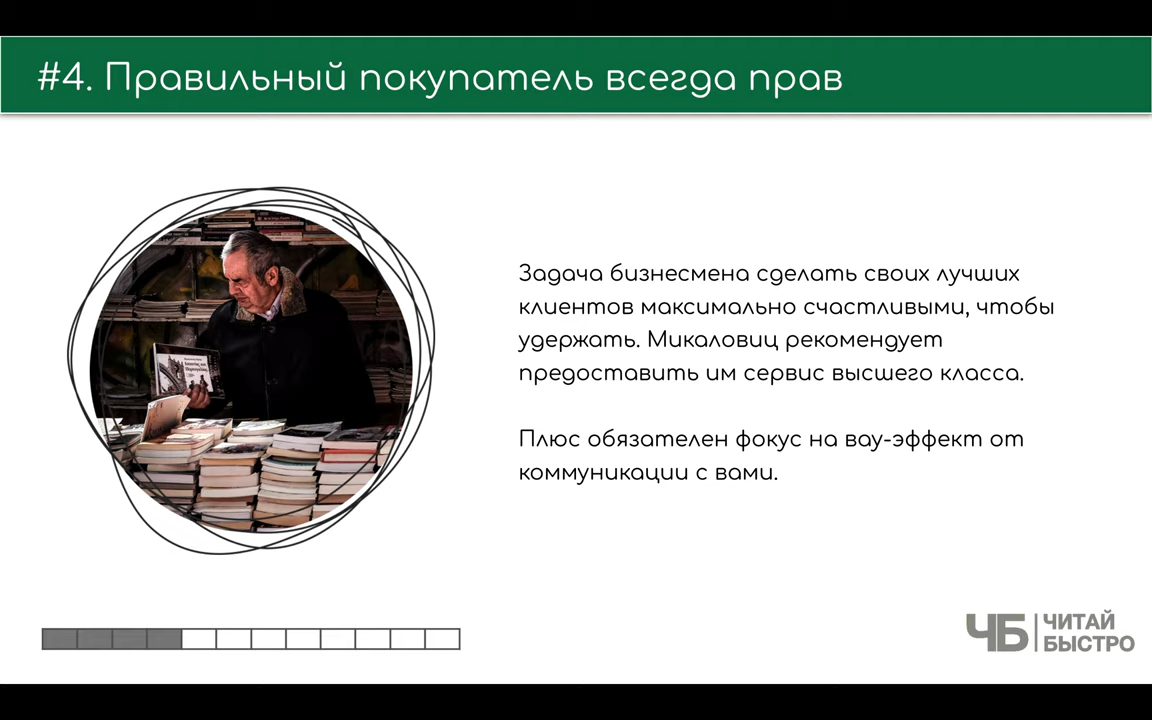 #4. Правильный покупатель всегда прав
Задача бизнесмена сделать своих лучших
клиентов максимально счастливыми, чтобы
удержать. Микаловиц рекомендует
предоставить им сервис высшего класса.
Плюс обязателен фокус на вау-эффект от
коммуникации с вами.
ЧБ ЧИТАЙ
БЫСТРО